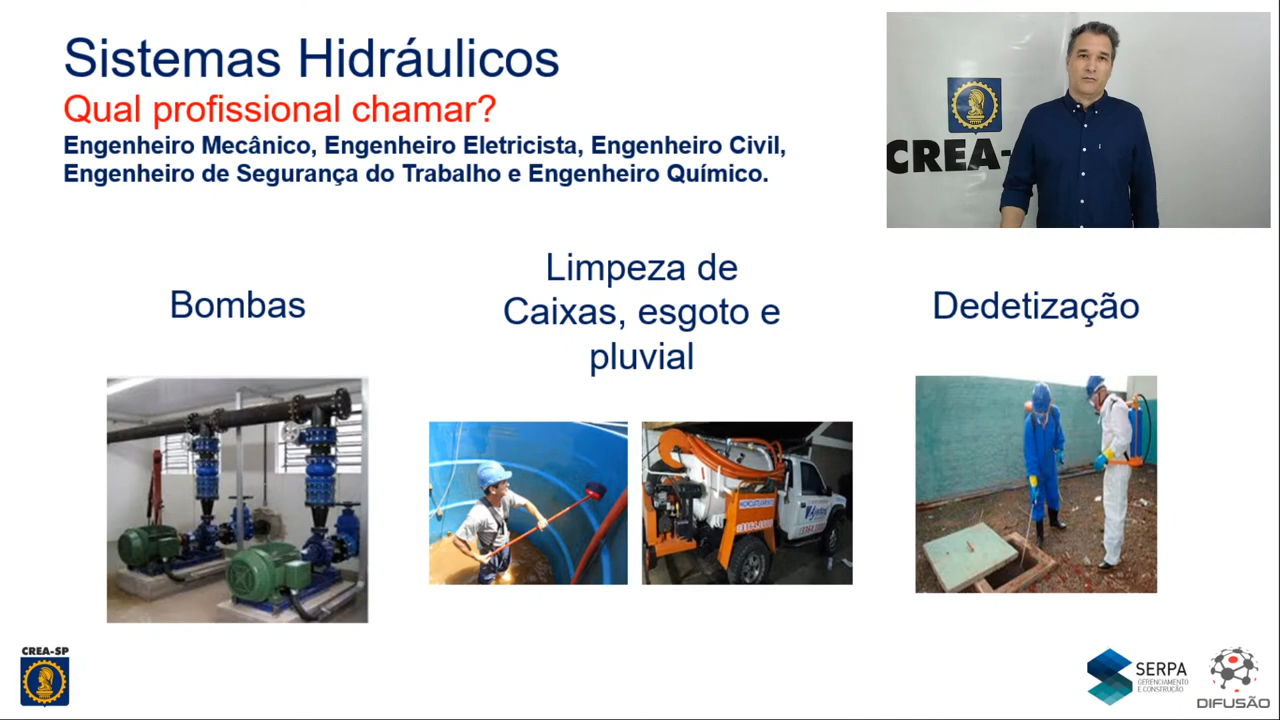 Sistemas Hidráulicos
Qual profissional chamar?
Engenheiro Mecânico, Engenheiro Eletricista, Engenheiro Civil,
Engenheiro de Segurança do Trabalho e Engenheiro Químico.
CREA-
Bombas
Limpeza de
Caixas, esgoto e
pluvial
Dedetização
CREA-SP
SERPA
GERENCIAMENTO
E CONSTRUÇÃO
DIFUSÃO